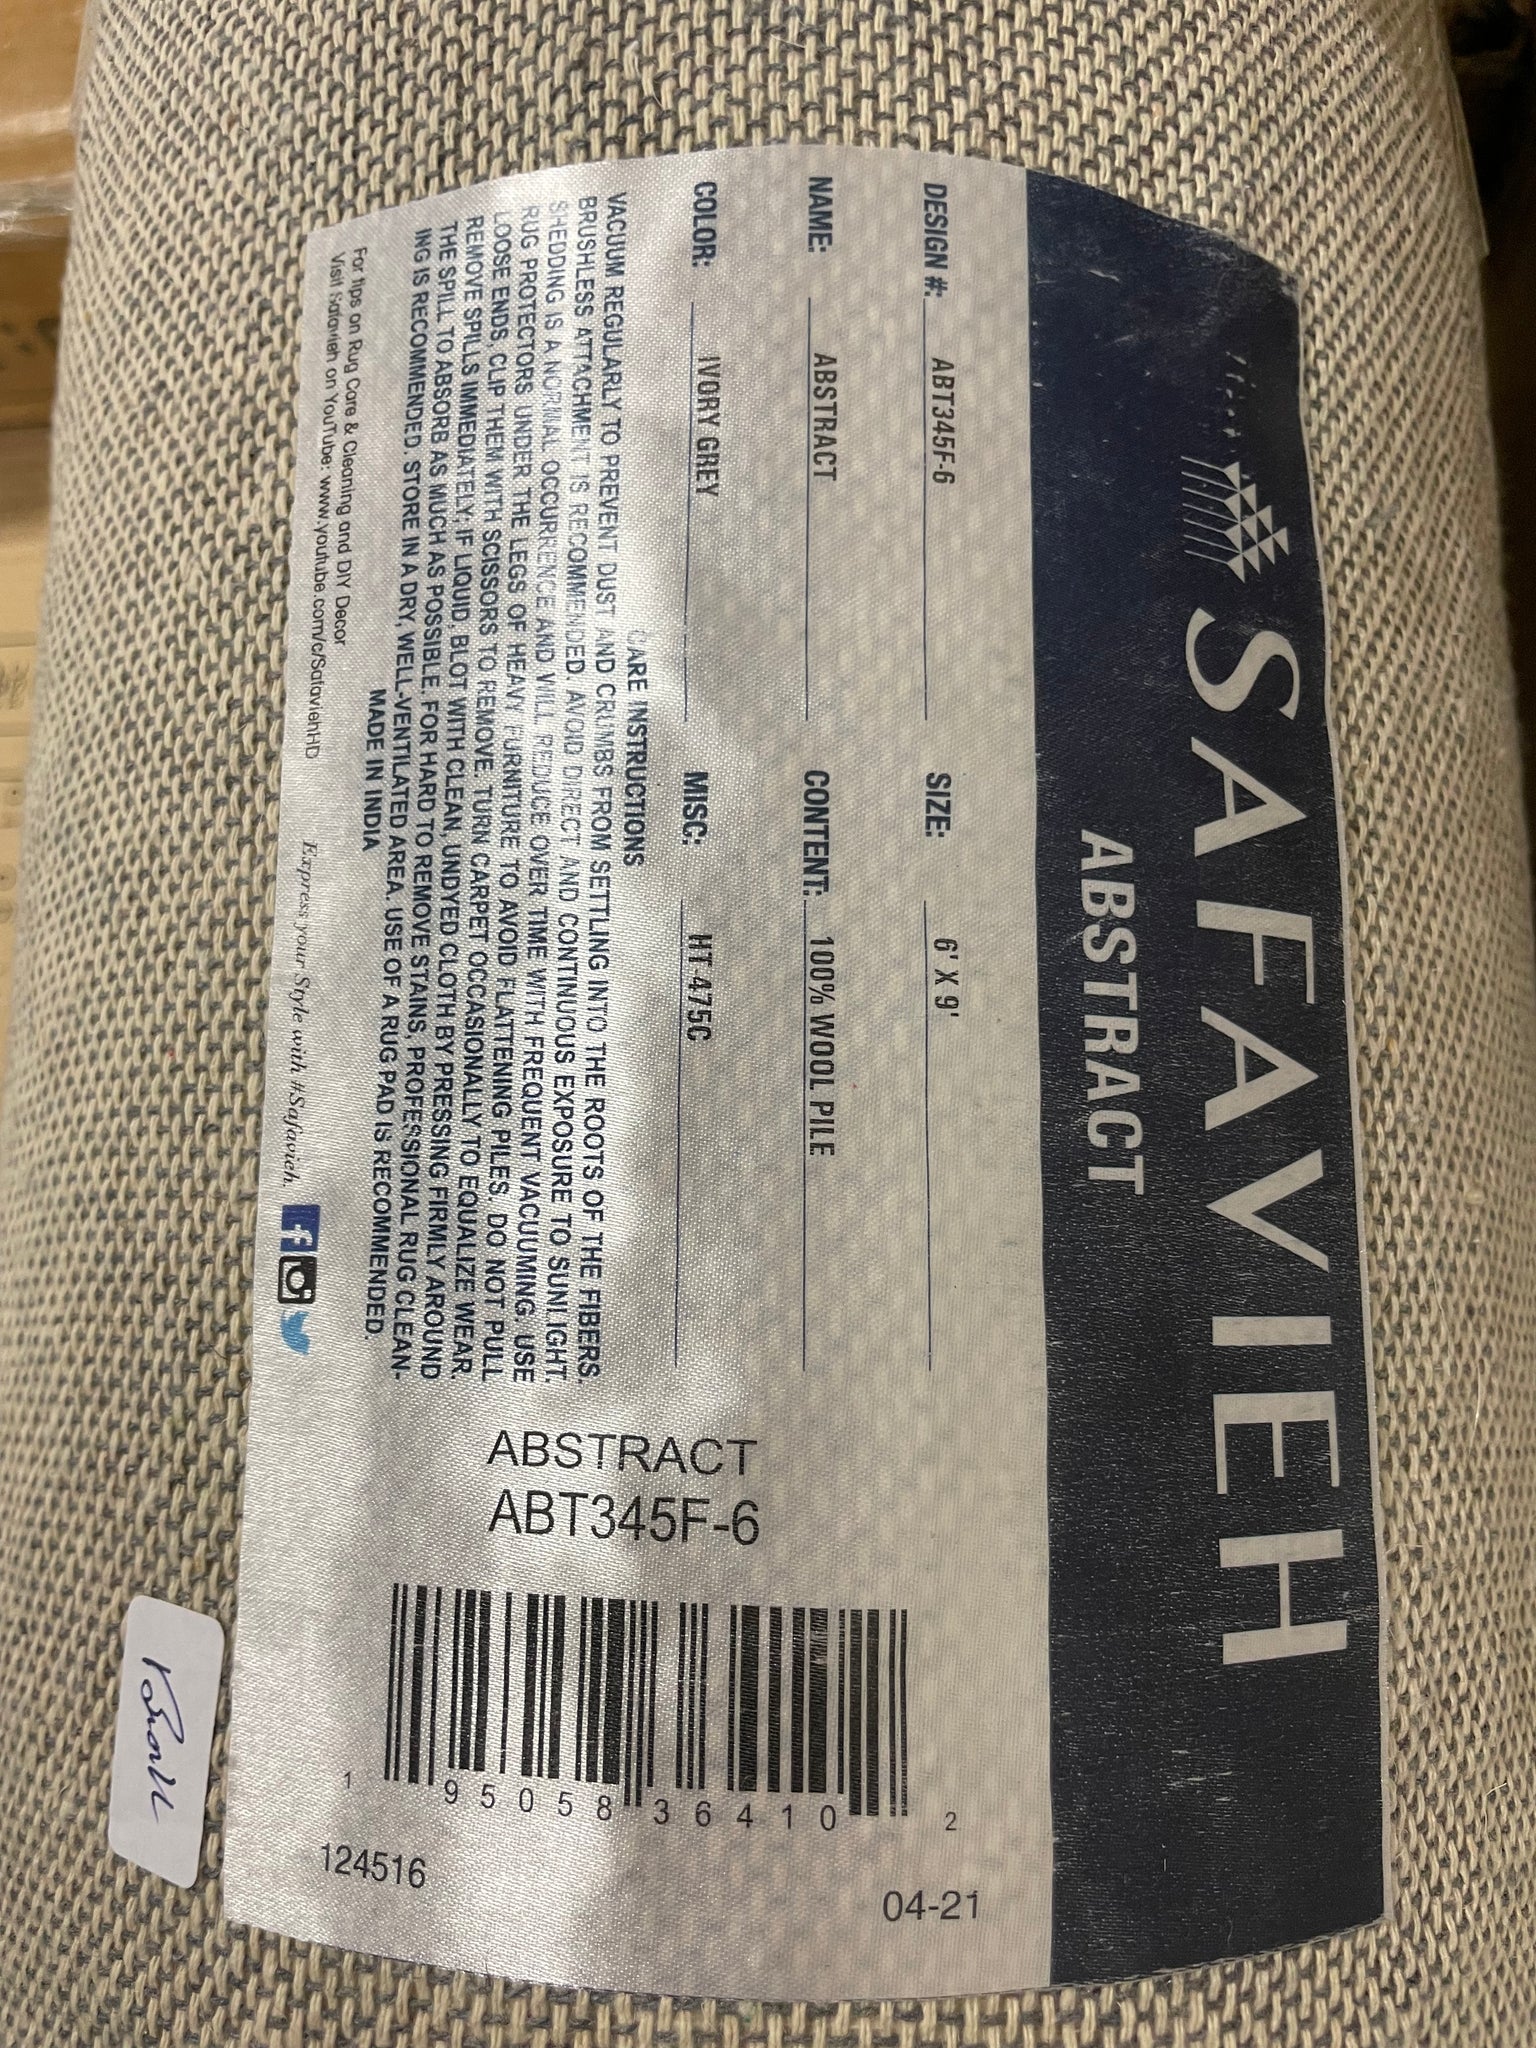 SAFAVIEH
ABSTRACT
DESIGN #: ABT345F-6
SIZE: 6' X 9'
NAME: ABSTRACT
CONTENT: 100% WOOL PILE
COLOR: IVORY GREY
MISC: HT-475C
CARE INSTRUCTIONS
VACUUM REGULARLY TO PREVENT DUST AND CRUMBS FROM SETTLING INTO THE ROOTS OF THE FIBERS.
BRUSHLESS ATTACHMENT IS RECOMMENDED. AVOID DIRECT AND CONTINUOUS EXPOSURE TO SUNLIGHT.
SHEDDING IS A NORMAL OCCURRENCE AND WILL REDUCE OVER TIME WITH FREQUENT VACUUMING. USE
RUG PROTECTORS UNDER THE LEGS OF HEAVY FURNITURE TO AVOID FLATTENING PILES. DO NOT PULL
LOOSE ENDS, CLIP THEM WITH SCISSORS TO REMOVE. TURN CARPET OCCASIONALLY TO EQUALIZE WEAR.
REMOVE SPILLS IMMEDIATELY; IF LIQUID, BLOT WITH CLEAN, UNDYED CLOTH BY PRESSING FIRMLY AROUND
THE SPILL TO ABSORB AS MUCH AS POSSIBLE. FOR HARD TO REMOVE STAINS, PROFESSIONAL RUG CLEAN-
ING IS RECOMMENDED. STORE IN A DRY, WELL-VENTILATED AREA. USE OF A RUG PAD IS RECOMMENDED.
MADE IN INDIA
For tips on Rug Care & Cleaning and DIY Decor
Visit Safavieh on YouTube: www.youtube.com/c/SafaviehHD
Express your Style with #Safavieh.
ABSTRACT
ABT345F-6
1 95058 36410 2
124516
04-21